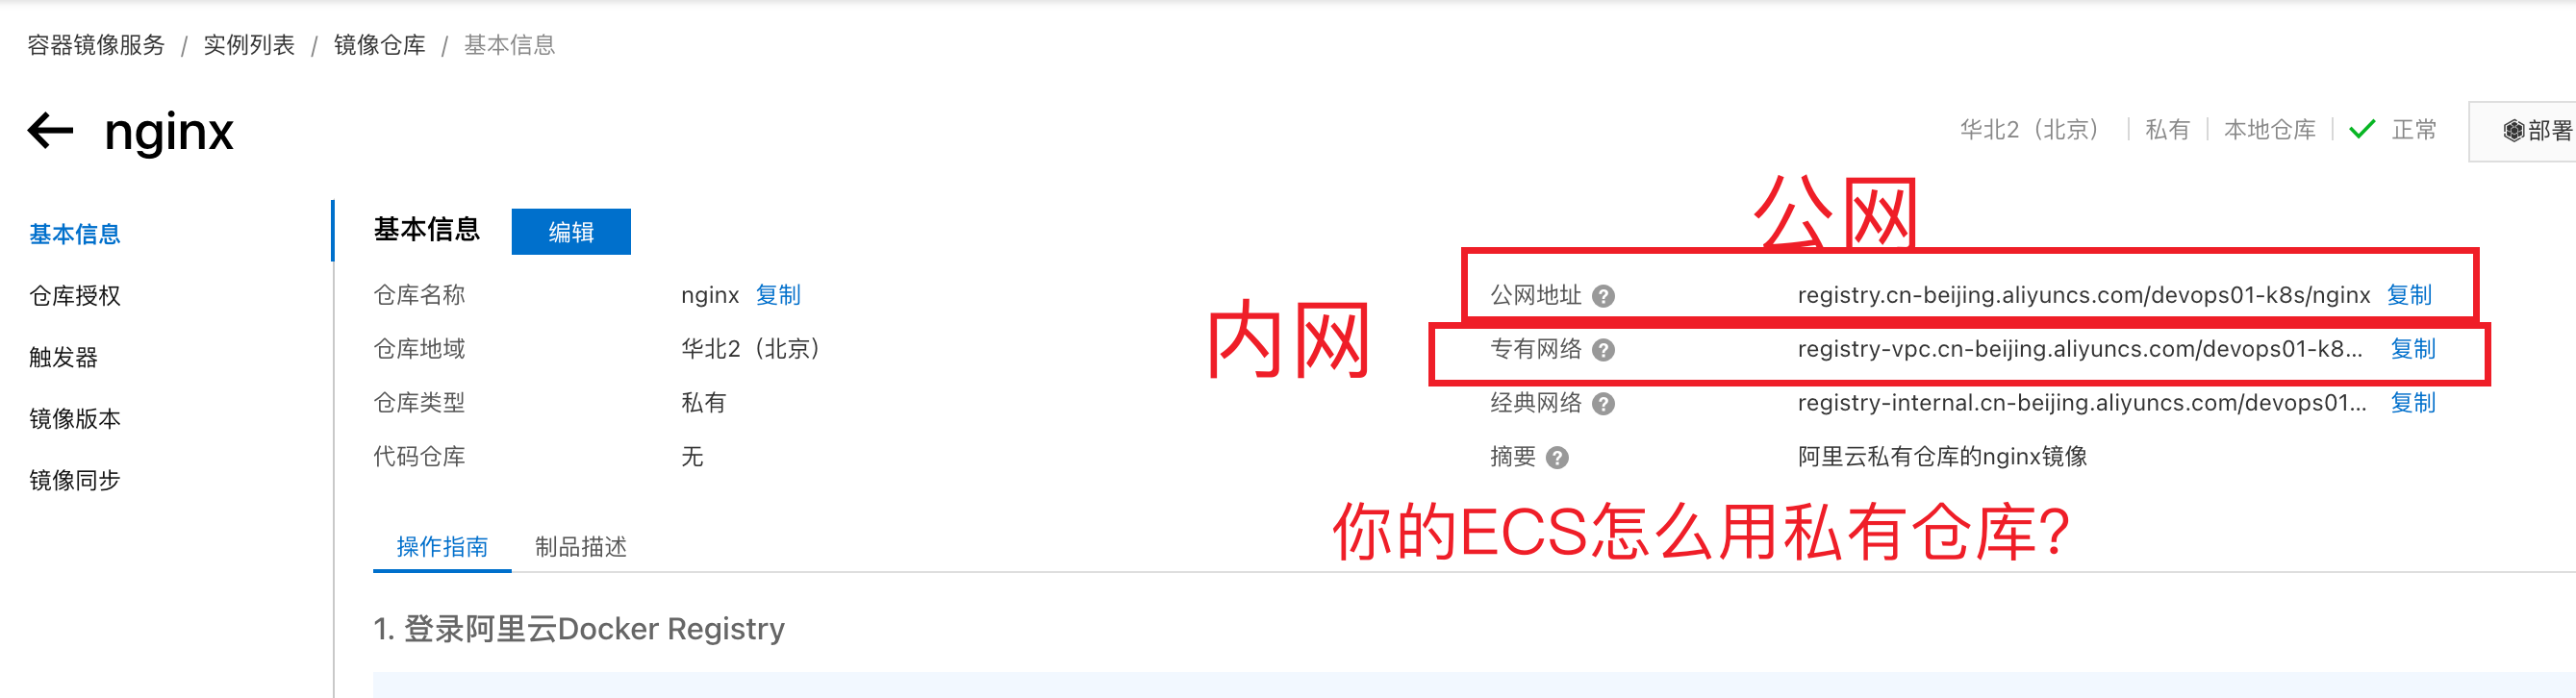 容器镜像服务 / 实例列表 / 镜像仓库 / 基本信息
← nginx
华北2（北京） | 私有 | 本地仓库 | 正常
部署
基本信息
仓库授权
触发器
镜像版本
镜像同步
基本信息 编辑
公网
内网
仓库名称 nginx 复制
公网地址 registry.cn-beijing.aliyuncs.com/devops01-k8s/nginx 复制
仓库地域 华北2（北京）
专有网络 registry-vpc.cn-beijing.aliyuncs.com/devops01-k8... 复制
仓库类型 私有
经典网络 registry-internal.cn-beijing.aliyuncs.com/devops01... 复制
代码仓库 无
摘要 阿里云私有仓库的nginx镜像
你的ECS怎么用私有仓库?
操作指南 制品描述
1. 登录阿里云Docker Registry